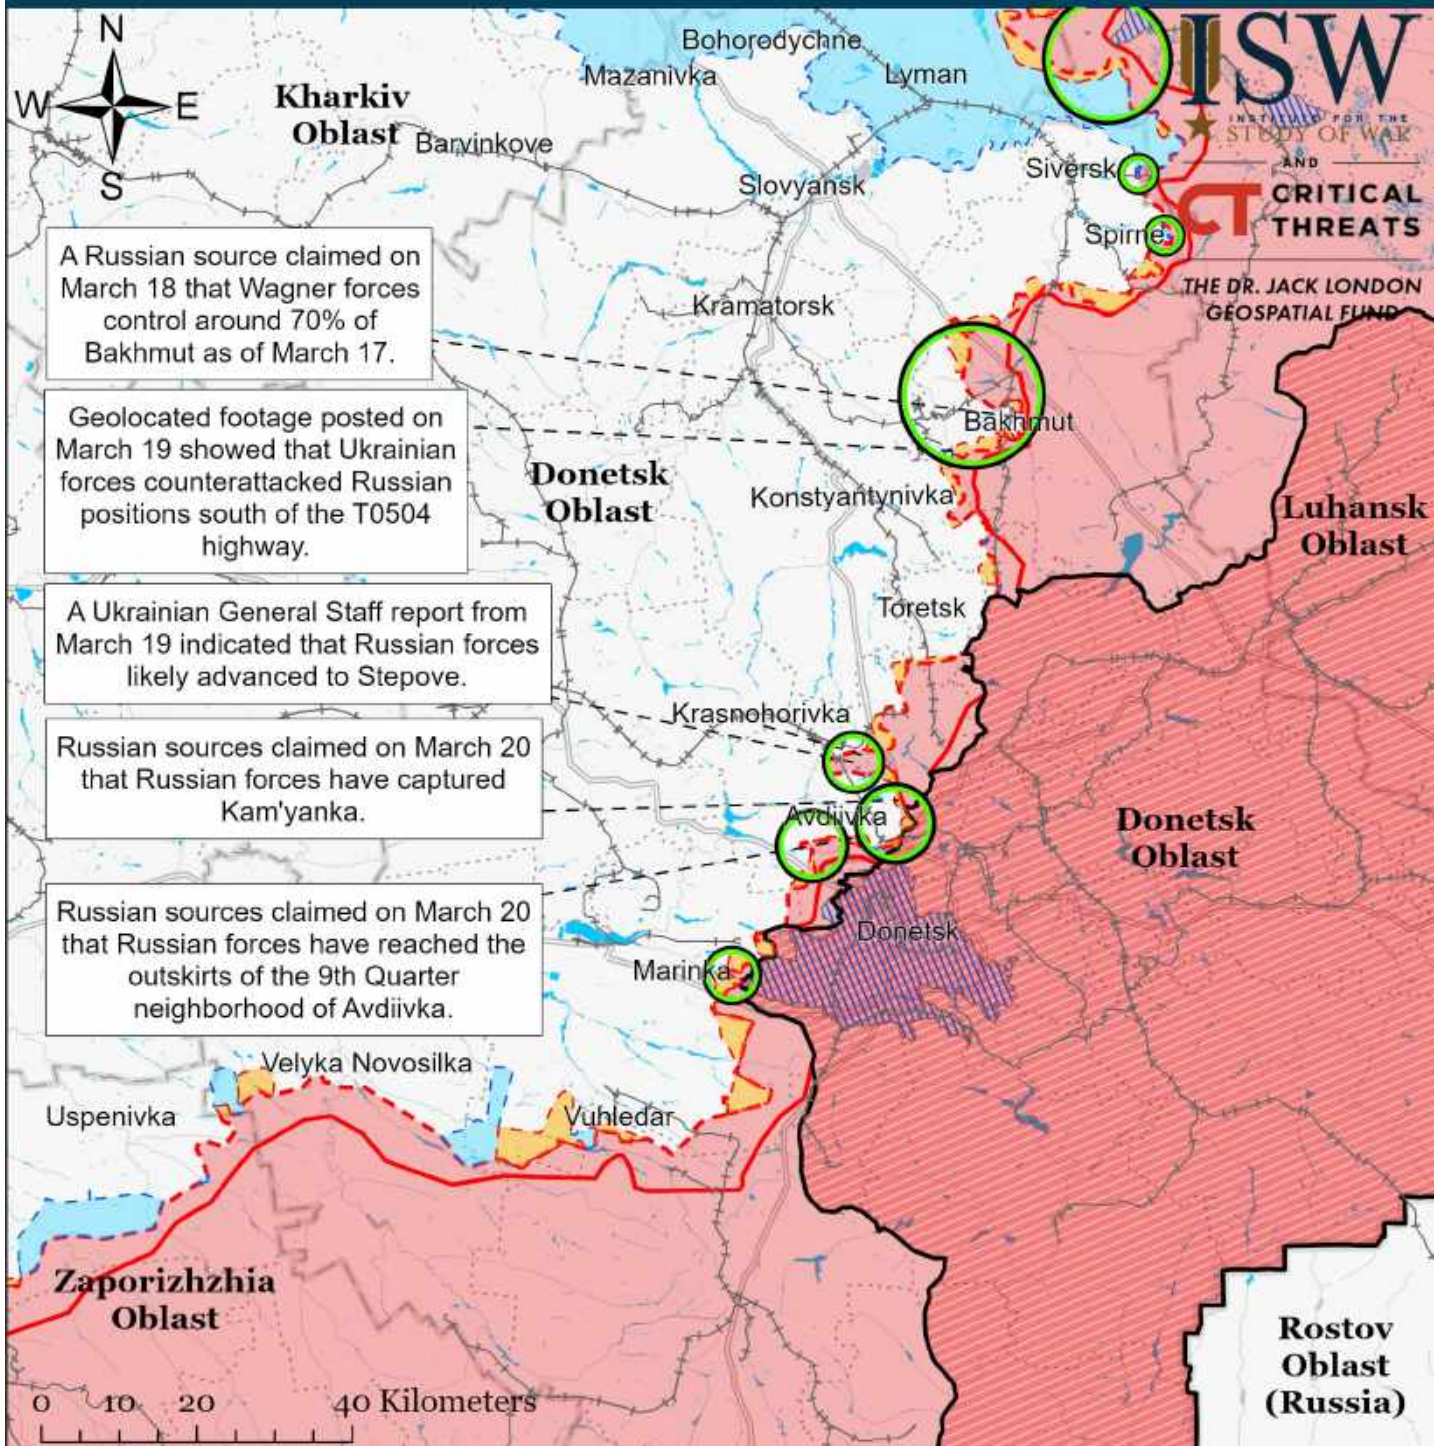 N
W
E
S
Kharkiv
Oblast
Bohorodychne
Mazanivka
Lyman
Barvinkove
Slovyansk
Siversk
Spirne
ISW
INSTITUTE FOR THE
STUDY OF WAR
AND
CT
CRITICAL
THREATS
THE DR. JACK LONDON
GEOSPATIAL FUND
A Russian source claimed on
March 18 that Wagner forces
control around 70% of
Bakhmut as of March 17.
Kramatorsk
Geolocated footage posted on
March 19 showed that Ukrainian
forces counterattacked Russian
positions south of the T0504
highway.
Bakhmut
Donetsk
Oblast
Konstyantynivka
Luhansk
Oblast
A Ukrainian General Staff report from
March 19 indicated that Russian forces
likely advanced to Stepove.
Toretsk
Krasnohorivka
Russian sources claimed on March 20
that Russian forces have captured
Kam'yanka.
Avdiivka
Donetsk
Oblast
Russian sources claimed on March 20
that Russian forces have reached the
outskirts of the 9th Quarter
neighborhood of Avdiivka.
Donetsk
Marinka
Velyka Novosilka
Uspenivka
Vuhledar
Zaporizhzhia
Oblast
Rostov
Oblast
(Russia)
0 10 20 40 Kilometers